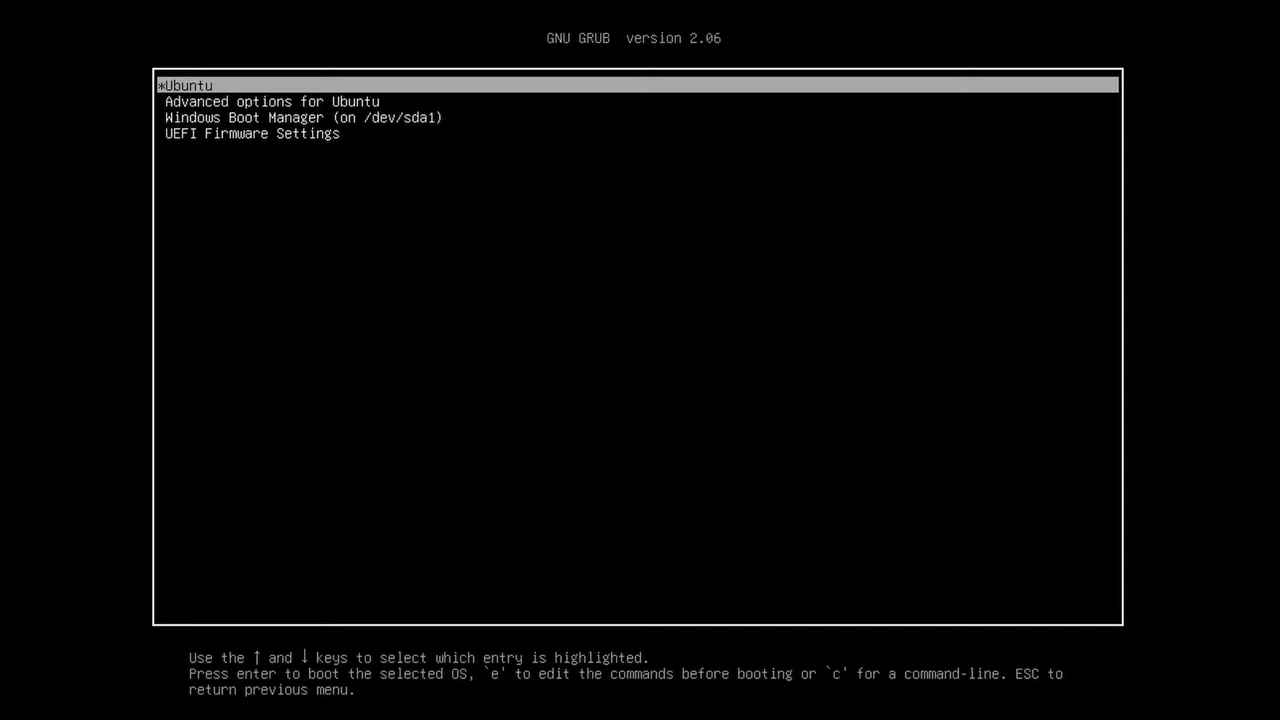 GNU GRUB  version 2.06
*Ubuntu
Advanced options for Ubuntu
Windows Boot Manager (on /dev/sda1)
UEFI Firmware Settings
Use the ↑ and ↓ keys to select which entry is highlighted.
Press enter to boot the selected OS, `e' to edit the commands before booting or `c' for a command-line. ESC to
return previous menu.